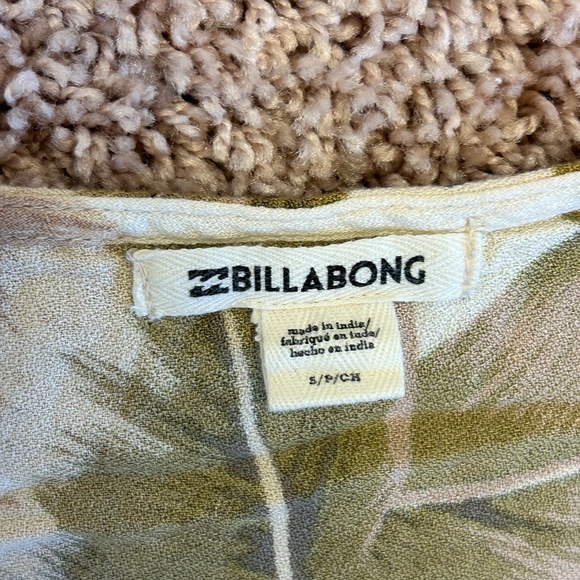 BILLABONG
made in india/
fabriqué en inde/
hecho en india
S/P/CH